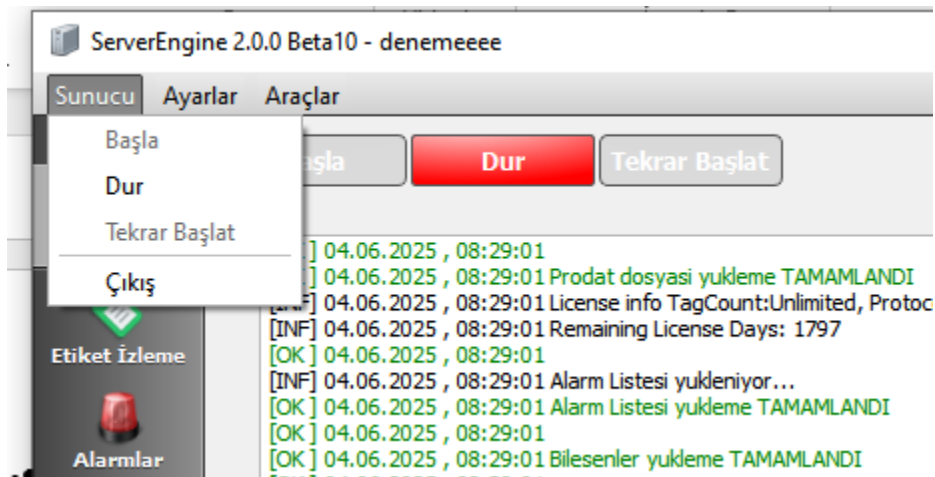 ServerEngine 2.0.0 Beta10 - denemeeee
Sunucu Ayarlar Araçlar
Başla
Dur
Tekrar Başlat
Çıkış
şla Dur Tekrar Başlat
] 04.06.2025 , 08:29:01
] 04.06.2025 , 08:29:01 Prodat dosyasi yukleme TAMAMLANDI
[INF] 04.06.2025 , 08:29:01 License info TagCount:Unlimited, Protoc
[INF] 04.06.2025 , 08:29:01 Remaining License Days: 1797
[OK ] 04.06.2025 , 08:29:01
[INF] 04.06.2025 , 08:29:01 Alarm Listesi yukleniyor...
[OK ] 04.06.2025 , 08:29:01 Alarm Listesi yukleme TAMAMLANDI
[OK ] 04.06.2025 , 08:29:01
[OK ] 04.06.2025 , 08:29:01 Bilesenler yukleme TAMAMLANDI
Etiket İzleme
Alarmlar